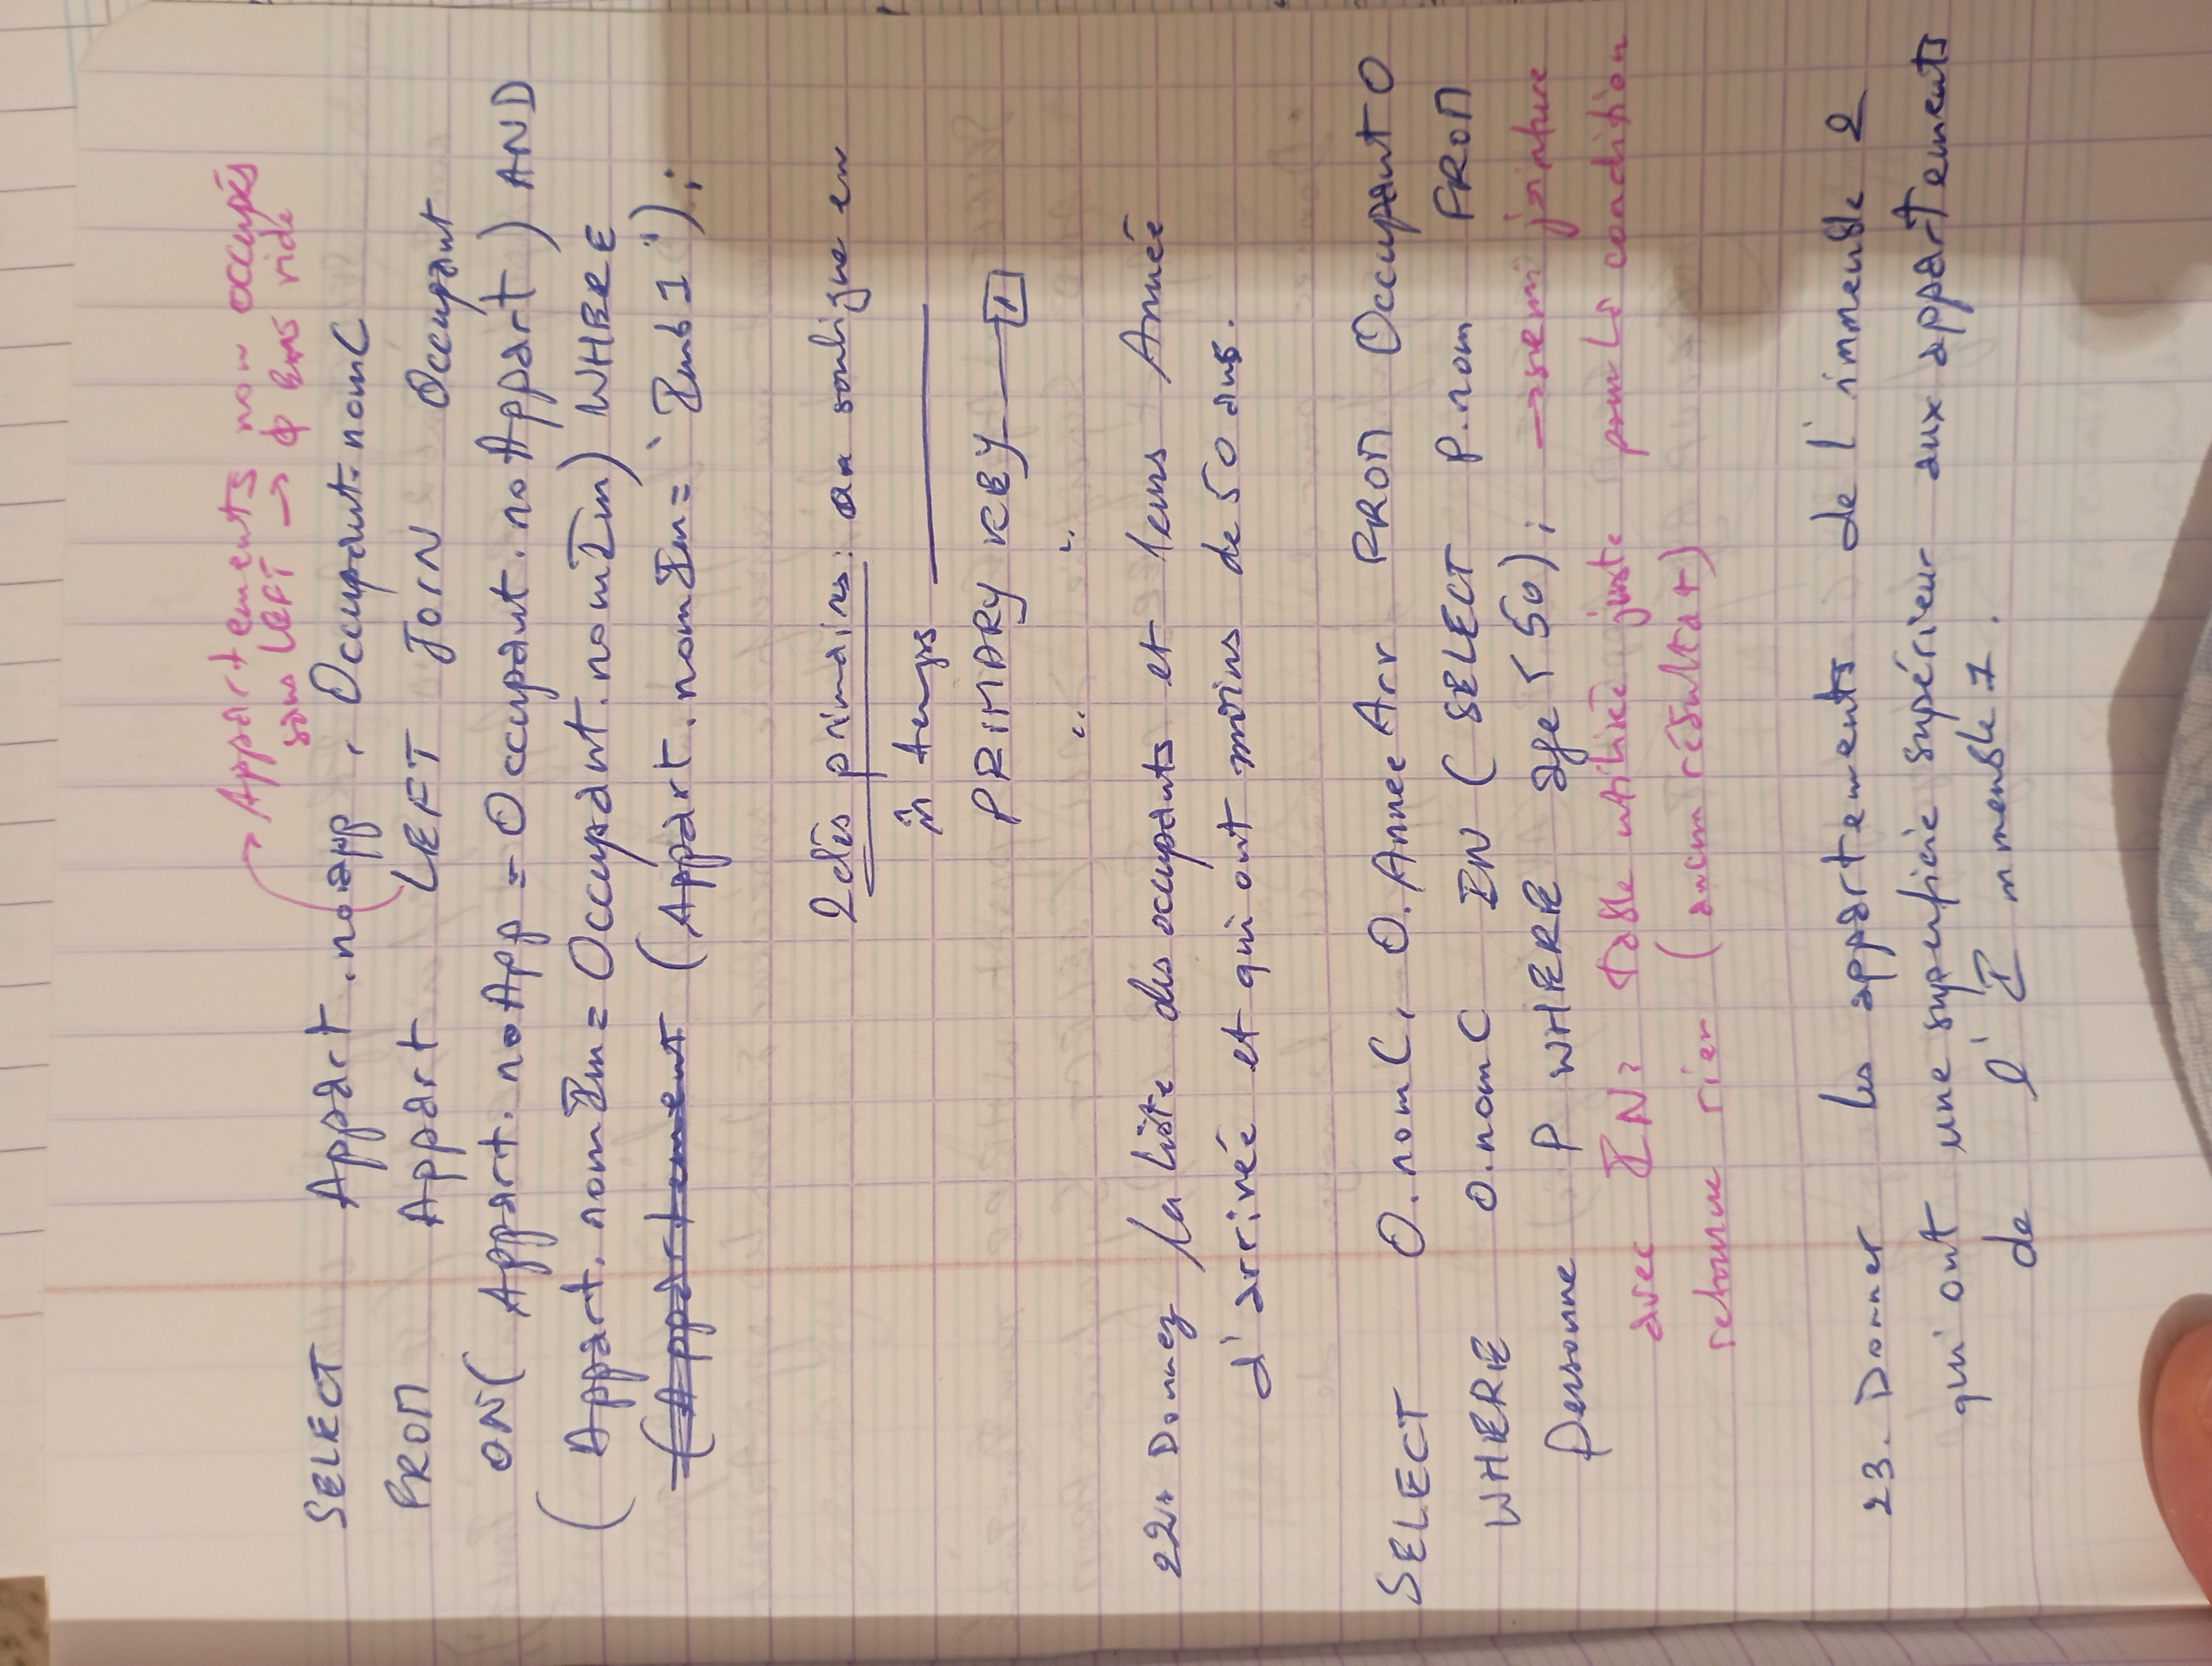 Appartements non occupés
sans LEFT → ϕ Ens vide
SELECT Appart.noapp, Occupant.nomC
FROM Appart LEFT JOIN Occupant
ON( Appart.noApp = Occupant.noAppart ) AND
( Appart.nomIm = Occupant.nomIm) WHERE
(Appartement (Appart.nomIm = 'Imb1');
2 clés primaires: on souligne en
m̂ temps
PRIMARY KEY 1
" "
22. Donnez la liste des occupants et leurs Année
d'arrivée et qui ont moins de 50 ans.
SELECT O.nomC, O.AnneeArr FROM Occupant O
WHERE O.nomC IN ( SELECT P.nom FROM
Personne P WHERE age < 50); → semi jointure
avec IN: table utilisée juste pour la condition
retourne rien (aucun résultat)
23. Donner les appartements de l'immeuble 2
qui ont une superficie supérieur aux appartements
de l'Immeuble 1.